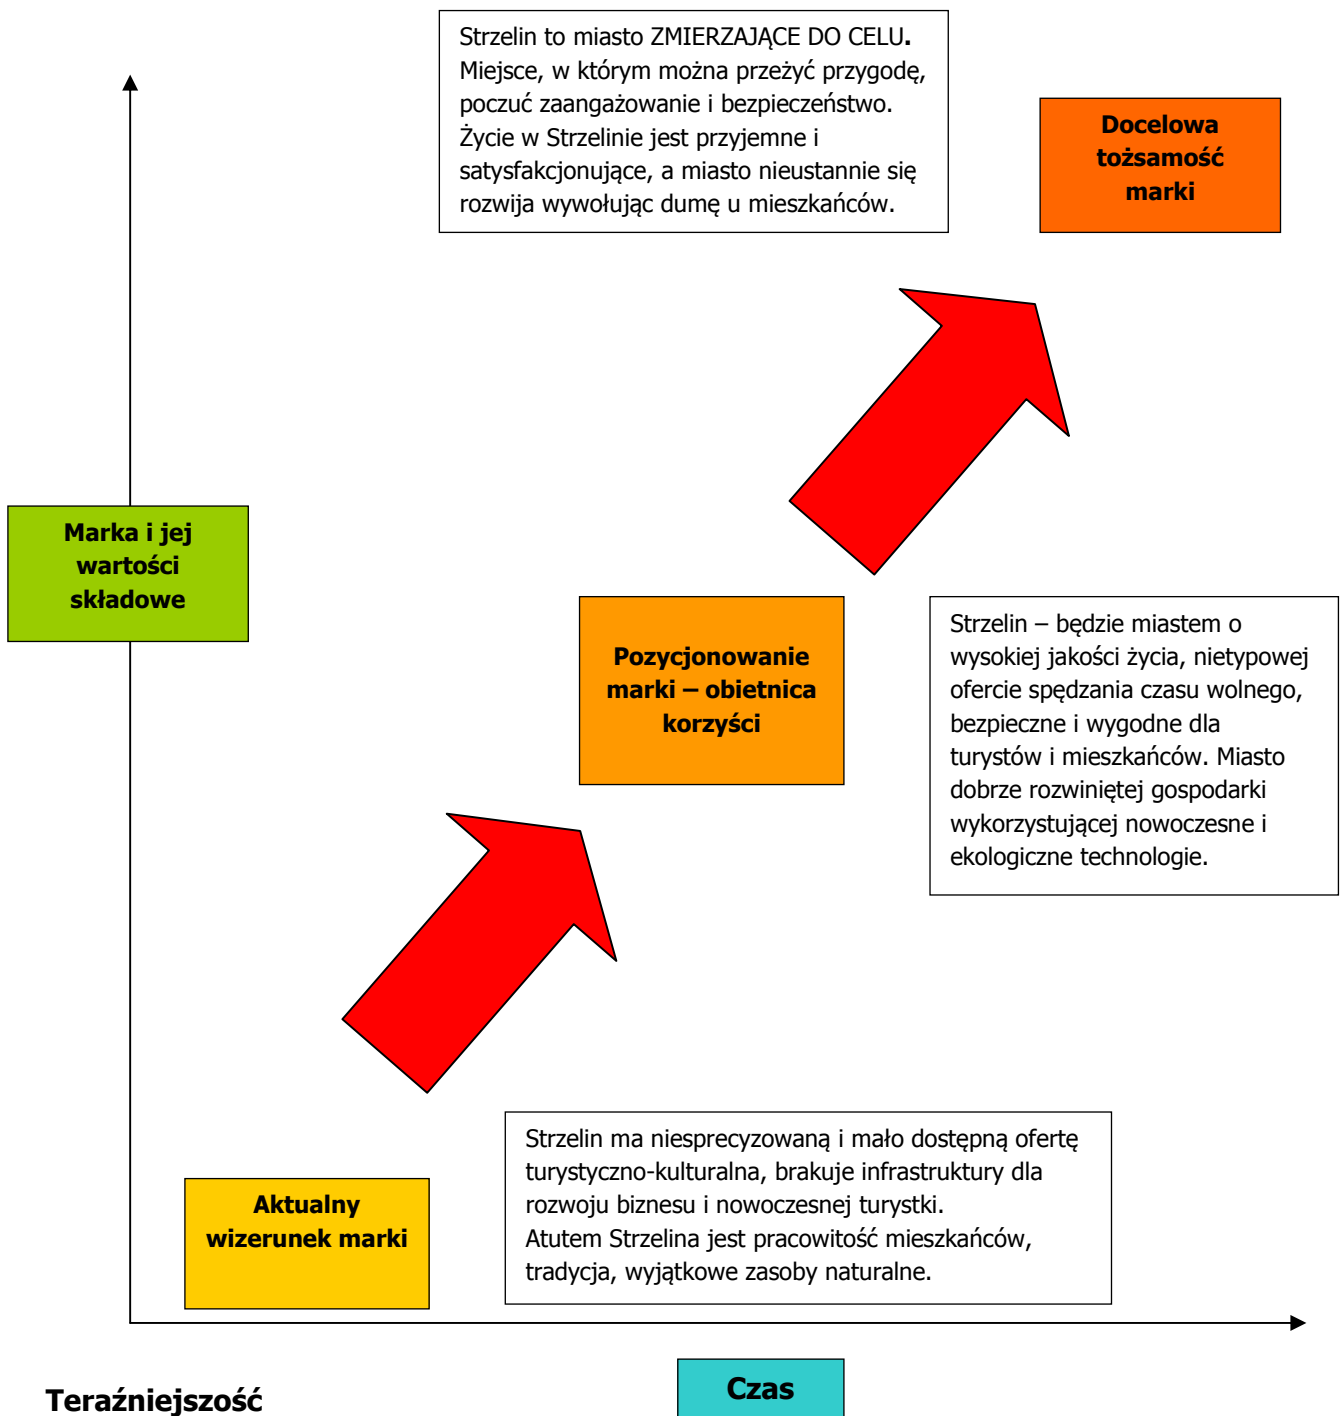 Strzelin to miasto ZMIERZAJĄCE DO CELU.
Miejsce, w którym można przeżyć przygodę,
poczuć zaangażowanie i bezpieczeństwo.
Życie w Strzelinie jest przyjemne i
satysfakcjonujące, a miasto nieustannie się
rozwija wywołując dumę u mieszkańców.
Docelowa
tożsamość
marki
Marka i jej
wartości
składowe
Pozycjonowanie
marki – obietnica
korzyści
Strzelin – będzie miastem o
wysokiej jakości życia, nietypowej
ofercie spędzania czasu wolnego,
bezpieczne i wygodne dla
turystów i mieszkańców. Miasto
dobrze rozwiniętej gospodarki
wykorzystującej nowoczesne i
ekologiczne technologie.
Aktualny
wizerunek marki
Strzelin ma niesprecyzowaną i mało dostępną ofertę
turystyczno-kulturalna, brakuje infrastruktury dla
rozwoju biznesu i nowoczesnej turystki.
Atutem Strzelina jest pracowitość mieszkańców,
tradycja, wyjątkowe zasoby naturalne.
Teraźniejszość
Czas